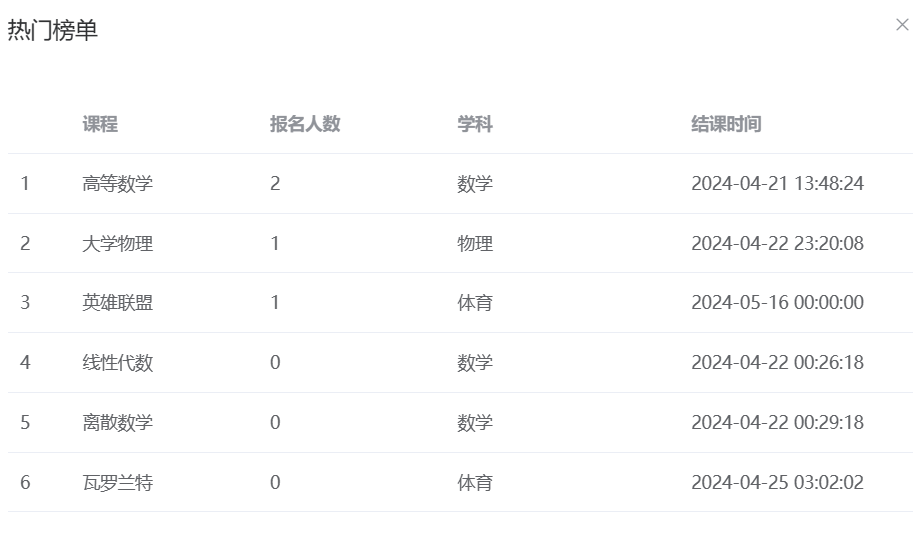 热门榜单
课程 报名人数 学科 结课时间
1 高等数学 2 数学 2024-04-21 13:48:24
2 大学物理 1 物理 2024-04-22 23:20:08
3 英雄联盟 1 体育 2024-05-16 00:00:00
4 线性代数 0 数学 2024-04-22 00:26:18
5 离散数学 0 数学 2024-04-22 00:29:18
6 瓦罗兰特 0 体育 2024-04-25 03:02:02